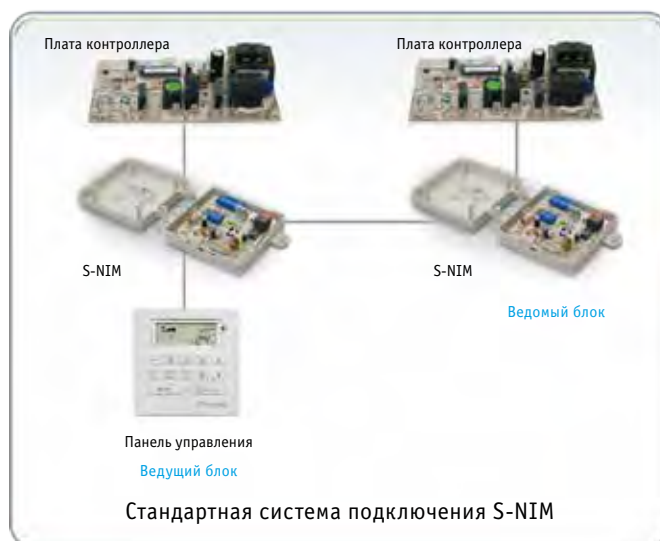 Плата контроллера
Плата контроллера
S-NIM
S-NIM
Ведомый блок
Панель управления
Ведущий блок
Стандартная система подключения S-NIM